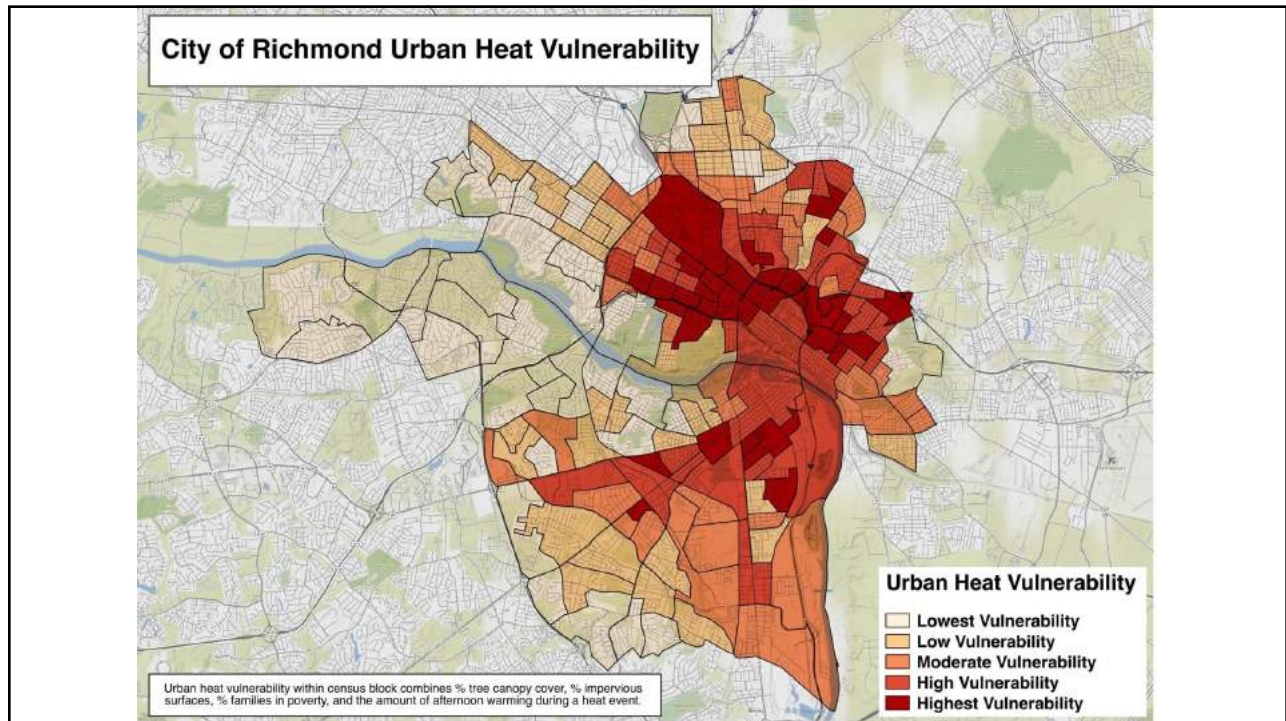 City of Richmond Urban Heat Vulnerability
Urban Heat Vulnerability
Lowest Vulnerability
Low Vulnerability
Moderate Vulnerability
High Vulnerability
Highest Vulnerability
Urban heat vulnerability within census block combines % tree canopy cover, % impervious
surfaces, % families in poverty, and the amount of afternoon warming during a heat event.